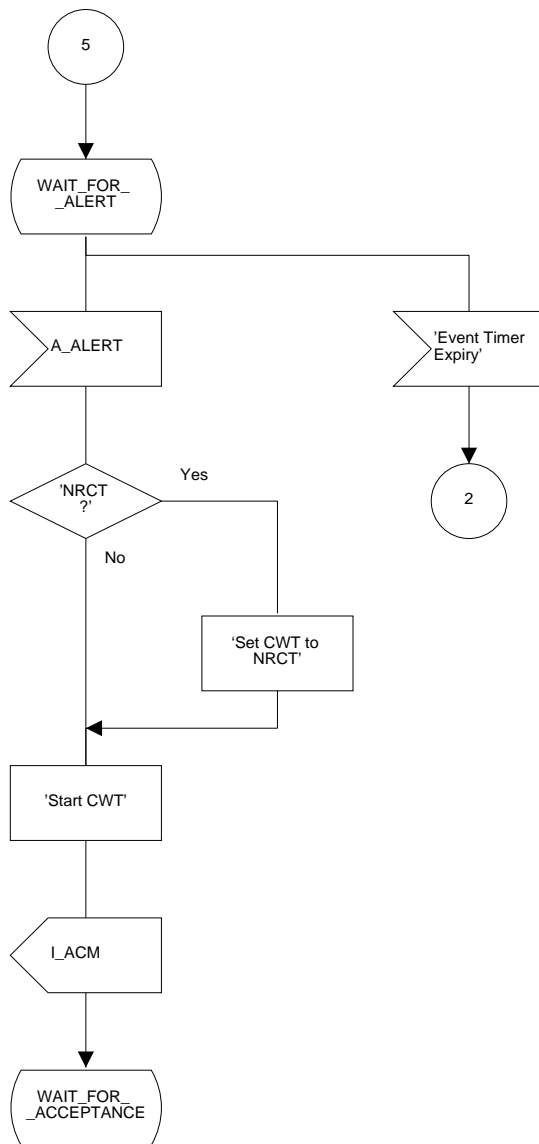 5
WAIT_FOR_
_ALERT
A_ALERT
'Event Timer
Expiry'
'NRCT
?'
Yes
2
No
‘Set CWT to
NRCT’
'Start CWT'
I_ACM
WAIT_FOR_
_ACCEPTANCE